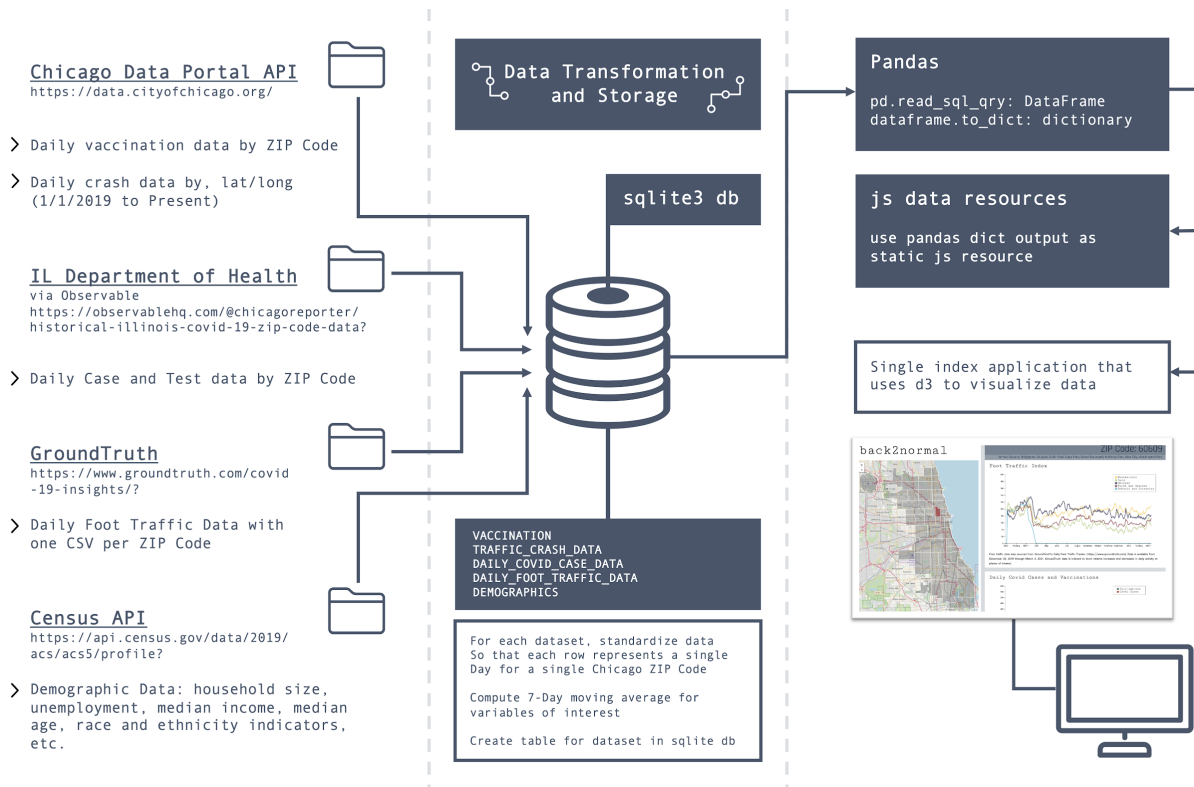 Chicago Data Portal API
https://data.cityofchicago.org/
Daily vaccination data by ZIP Code
Daily crash data by, lat/long
(1/1/2019 to Present)
IL Department of Health
via Observable
https://observablehq.com/@chicagoreporter/
historical-illinois-covid-19-zip-code-data?
Daily Case and Test data by ZIP Code
GroundTruth
https://www.groundtruth.com/covid
-19-insights/?
Daily Foot Traffic Data with
one CSV per ZIP Code
Census API
https://api.census.gov/data/2019/
acs/acs5/profile?
Demographic Data: household size,
unemployment, median income, median
age, race and ethnicity indicators,
etc.
Data Transformation
and Storage
sqlite3 db
VACCINATION
TRAFFIC_CRASH_DATA
DAILY_COVID_CASE_DATA
DAILY_FOOT_TRAFFIC_DATA
DEMOGRAPHICS
For each dataset, standardize data
So that each row represents a single
Day for a single Chicago ZIP Code
Compute 7-Day moving average for
variables of interest
Create table for dataset in sqlite db
Pandas
pd.read_sql_qry: DataFrame
dataframe.to_dict: dictionary
js data resources
use pandas dict output as
static js resource
Single index application that
uses d3 to visualize data
back2normal
ZIP Code: 60609
Foot Traffic Index
Daily Covid Cases and Vaccinations